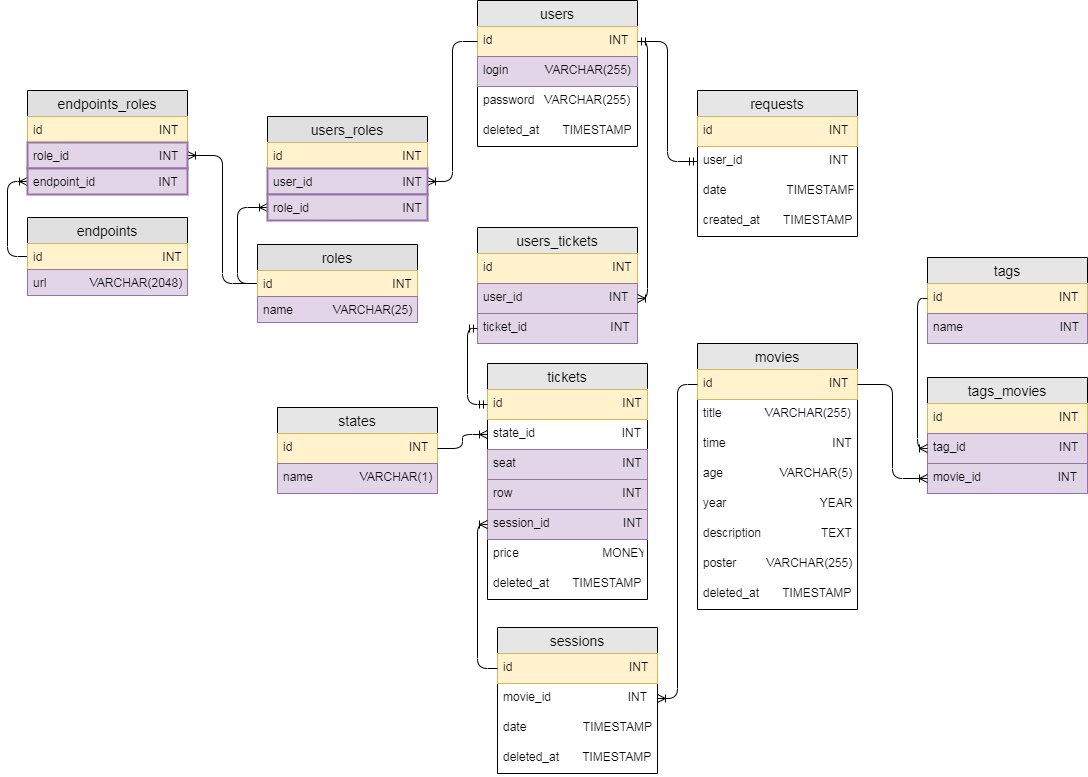 users
id INT
login VARCHAR(255)
password VARCHAR(255)
deleted_at TIMESTAMP
endpoints_roles
id INT
role_id INT
endpoint_id INT
users_roles
id INT
user_id INT
role_id INT
requests
id INT
user_id INT
date TIMESTAMP
created_at TIMESTAMP
endpoints
id INT
url VARCHAR(2048)
roles
id INT
name VARCHAR(25)
users_tickets
id INT
user_id INT
ticket_id INT
tags
id INT
name INT
movies
id INT
title VARCHAR(255)
time INT
age VARCHAR(5)
year YEAR
description TEXT
poster VARCHAR(255)
deleted_at TIMESTAMP
tags_movies
id INT
tag_id INT
movie_id INT
tickets
id INT
state_id INT
seat INT
row INT
session_id INT
price MONEY
deleted_at TIMESTAMP
states
id INT
name VARCHAR(1)
sessions
id INT
movie_id INT
date TIMESTAMP
deleted_at TIMESTAMP